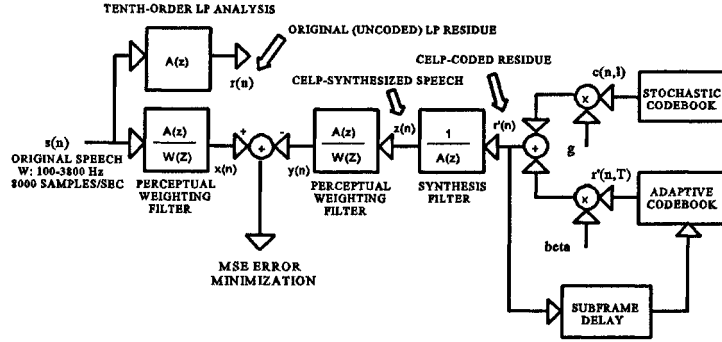 TENTH-ORDER LP ANALYSIS
ORIGINAL (UNCODED) LP RESIDUE
A(z)
r(n)
CELP-CODED RESIDUE
CELP-SYNTHESIZED SPEECH
c(n,I)
STOCHASTIC
CODEBOOK
x
g
s(n)
ORIGINAL SPEECH
W: 100-3800 Hz
8000 SAMPLES/SEC
A(z)
W(Z)
x(n)
PERCEPTUAL
WEIGHTING
FILTER
+
-
+
y(n)
A(z)
W(Z)
PERCEPTUAL
WEIGHTING
FILTER
z(n)
1
A(z)
SYNTHESIS
FILTER
r'(n)
+
r'(n,T)
x
ADAPTIVE
CODEBOOK
beta
MSE ERROR
MINIMIZATION
SUBFRAME
DELAY